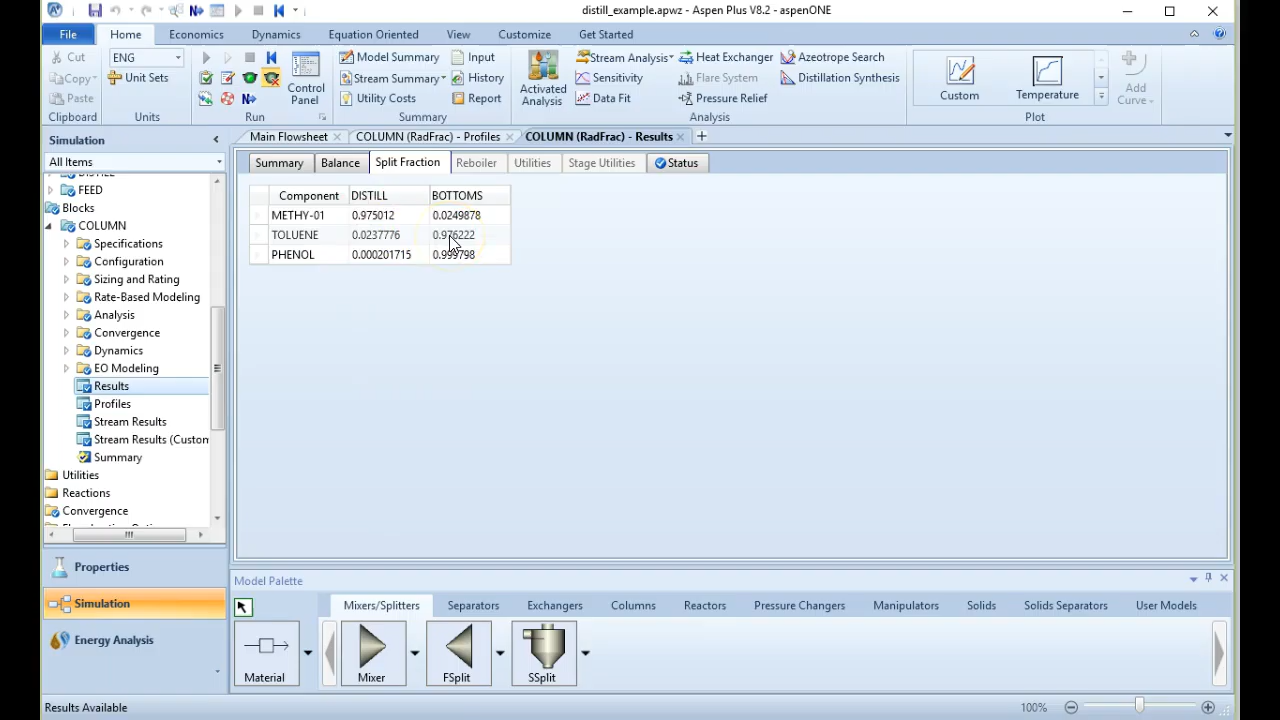 distill_example.apwz - Aspen Plus V8.2 - aspenONE
File Home Economics Dynamics Equation Oriented View Customize Get Started
Cut ENG Model Summary Input Stream Analysis Heat Exchanger Azeotrope Search
Copy Unit Sets Stream Summary History Sensitivity Flare System Distillation Synthesis
Paste Control Panel Utility Costs Report Activated Analysis Data Fit Pressure Relief Custom Temperature Add Curve
Clipboard Units Run Summary Analysis Plot
Simulation Main Flowsheet COLUMN (RadFrac) - Profiles COLUMN (RadFrac) - Results
All Items Summary Balance Split Fraction Reboiler Utilities Stage Utilities Status
FEED
Blocks
COLUMN
Specifications
Configuration
Sizing and Rating
Rate-Based Modeling
Analysis
Convergence
Dynamics
EO Modeling
Results
Profiles
Stream Results
Stream Results (Custom
Summary
Utilities
Reactions
Convergence
Component DISTILL BOTTOMS
METHY-01 0.975012 0.0249878
TOLUENE 0.0237776 0.976222
PHENOL 0.000201715 0.999798
Properties
Simulation
Energy Analysis
Model Palette
Mixers/Splitters Separators Exchangers Columns Reactors Pressure Changers Manipulators Solids Solids Separators User Models
Material Mixer FSplit SSplit
Results Available 100%